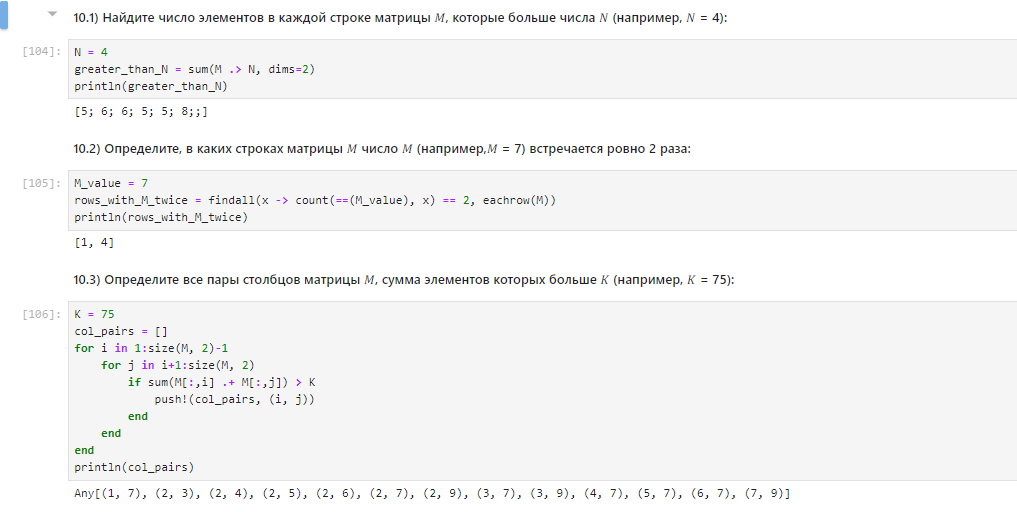 10.1) Найдите число элементов в каждой строке матрицы M, которые больше числа N (например, N = 4):
[104]: N = 4
greater_than_N = sum(M .> N, dims=2)
println(greater_than_N)
[5; 6; 6; 5; 5; 8;;]
10.2) Определите, в каких строках матрицы M число M (например,M = 7) встречается ровно 2 раза:
[105]: M_value = 7
rows_with_M_twice = findall(x -> count(==(M_value), x) == 2, eachrow(M))
println(rows_with_M_twice)
[1, 4]
10.3) Определите все пары столбцов матрицы M, сумма элементов которых больше K (например, K = 75):
[106]: K = 75
col_pairs = []
for i in 1:size(M, 2)-1
    for j in i+1:size(M, 2)
        if sum(M[:,i] .+ M[:,j]) > K
            push!(col_pairs, (i, j))
        end
    end
end
println(col_pairs)
Any[(1, 7), (2, 3), (2, 4), (2, 5), (2, 6), (2, 7), (2, 9), (3, 7), (3, 9), (4, 7), (5, 7), (6, 7), (7, 9)]